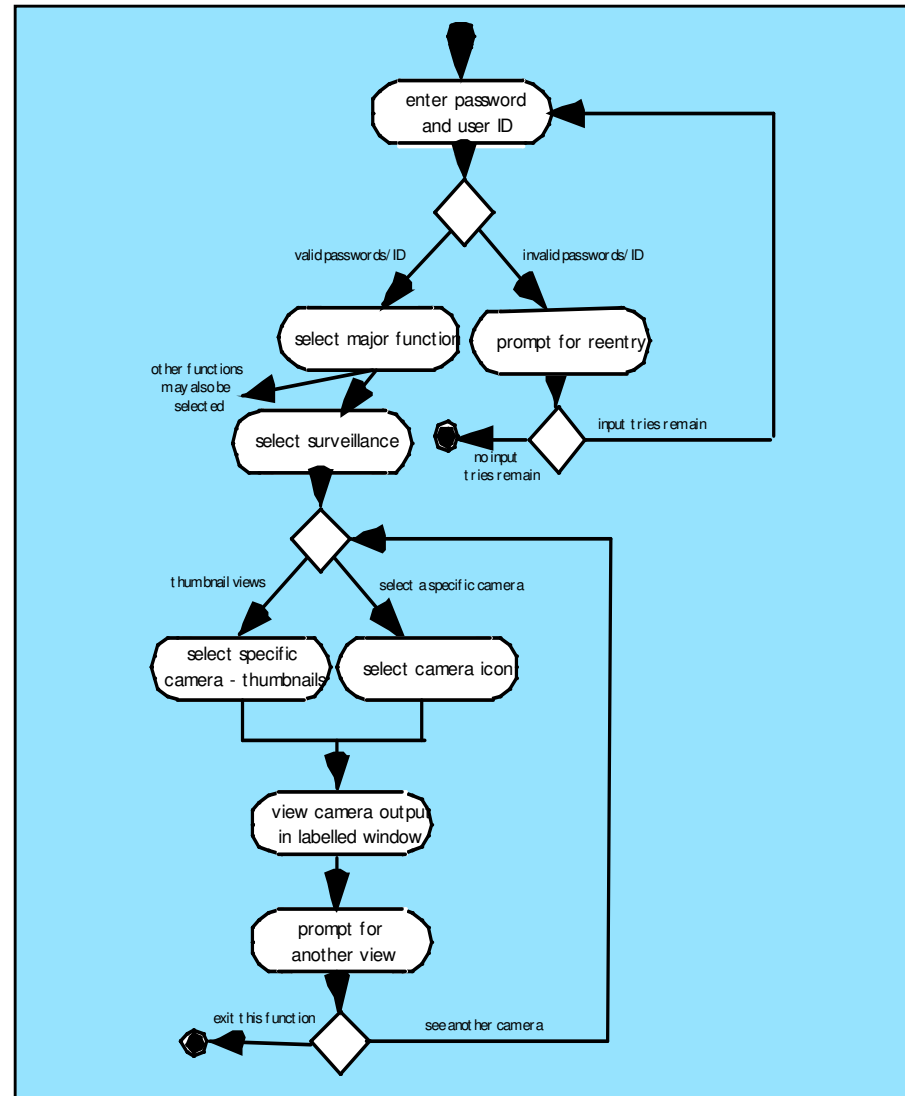 enter password
and user ID
valid passwords/ID
invalid passwords/ID
select major function
prompt for reentry
other functions
may also be
selected
select surveillance
input tries remain
no input
tries remain
thumbnail views
select a specific camera
select specific
camera - thumbnails
select camera icon
view camera output
in labelled window
prompt for
another view
exit this function
see another camera